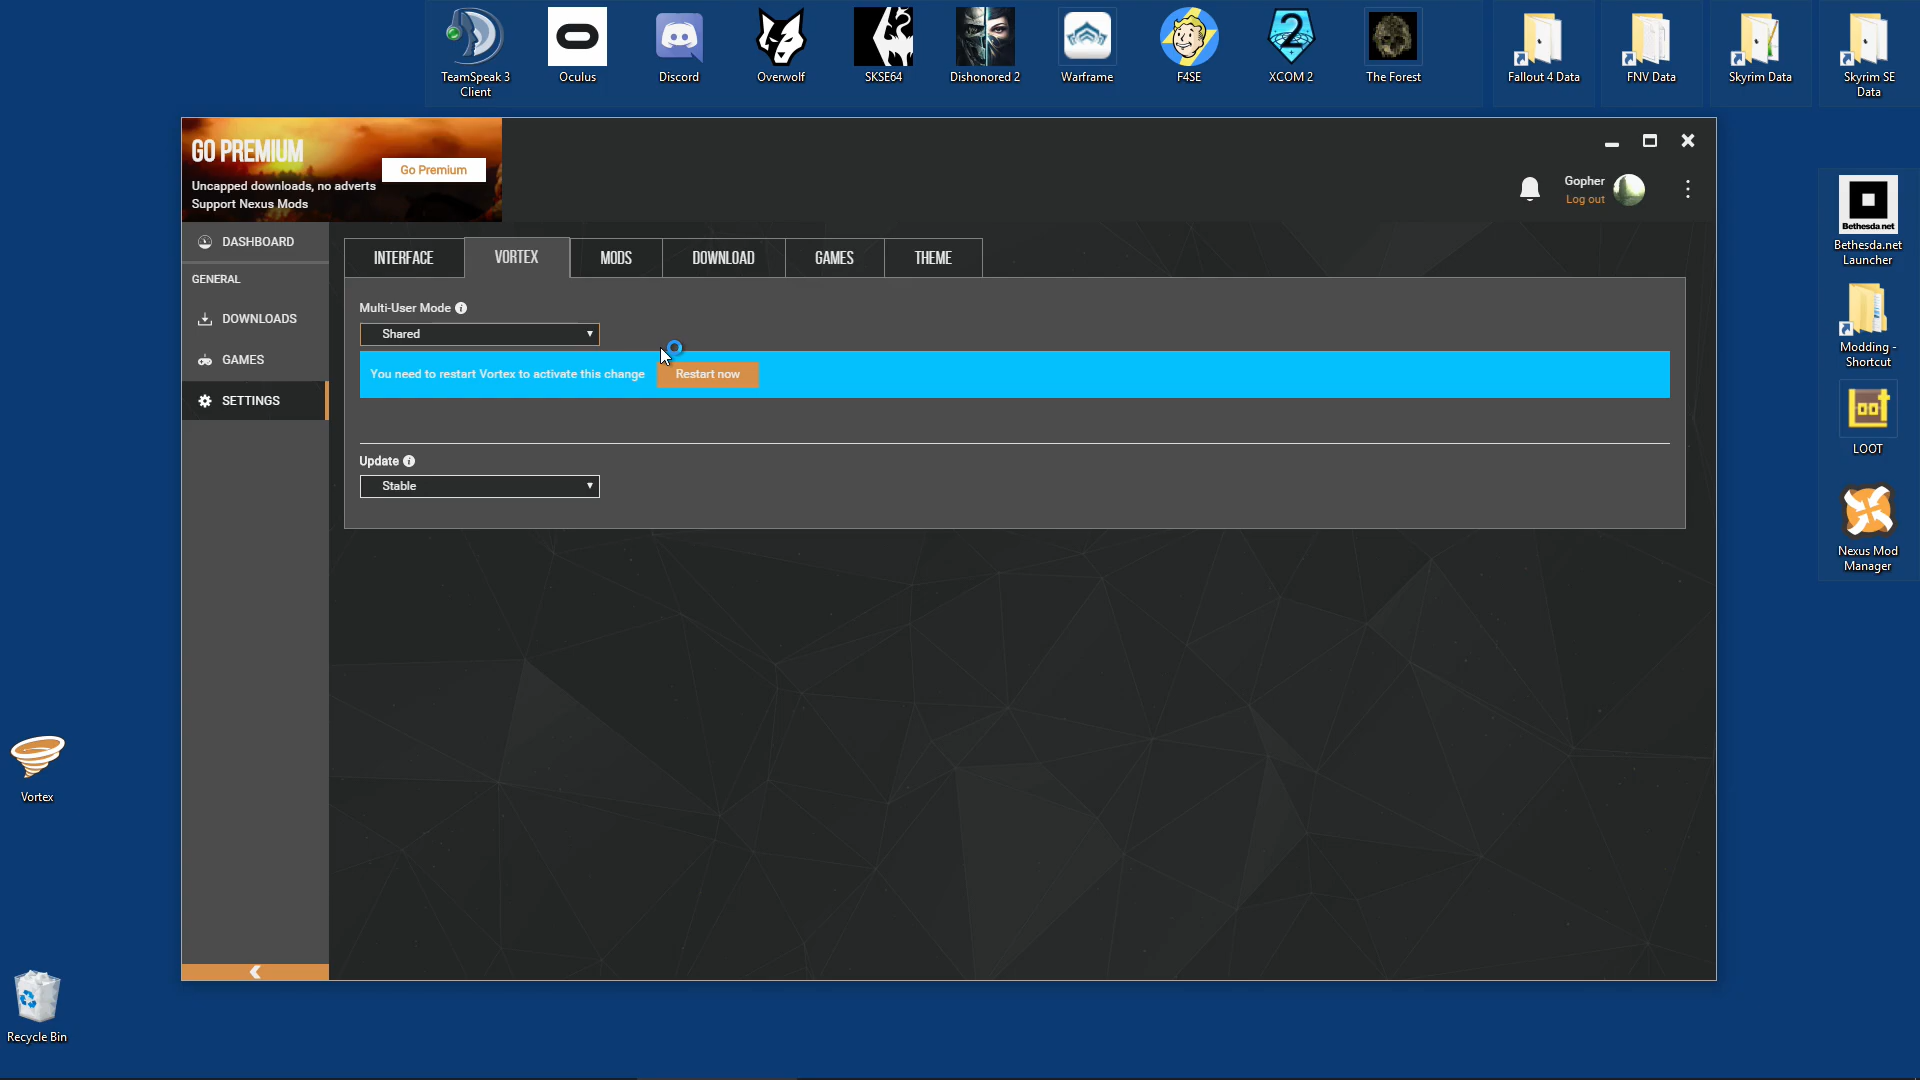 TeamSpeak 3
Client
Oculus
Discord
Overwolf
SKSE64
Dishonored 2
Warframe
F4SE
XCOM 2
The Forest
Fallout 4 Data
FNV Data
Skyrim Data
Skyrim SE
Data
GO PREMIUM
Go Premium
Uncapped downloads, no adverts
Support Nexus Mods
Gopher
Log out
DASHBOARD
GENERAL
DOWNLOADS
GAMES
SETTINGS
INTERFACE
VORTEX
MODS
DOWNLOAD
GAMES
THEME
Multi-User Mode
Shared
You need to restart Vortex to activate this change
Restart now
Update
Stable
Bethesda.net
Bethesda.net
Launcher
Modding -
Shortcut
LOOT
Nexus Mod
Manager
Vortex
Recycle Bin